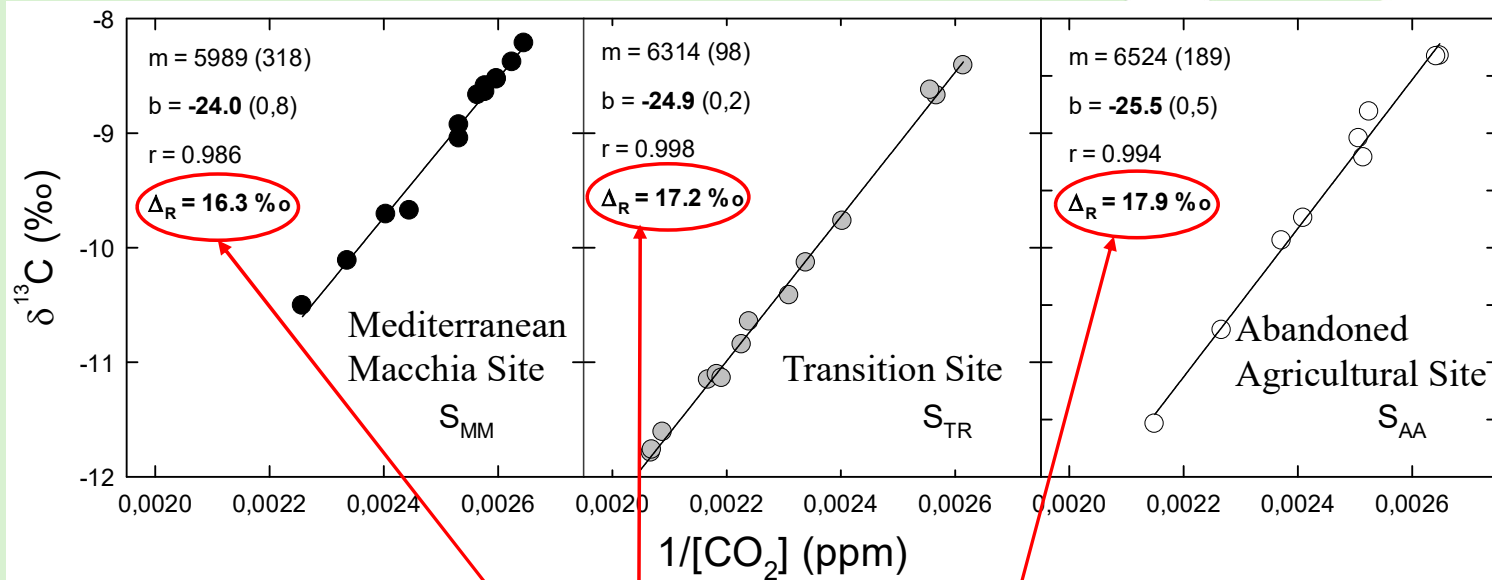 δ 13C (‰)
-8
-9
-10
-11
-12
m = 5989 (318)
b = -24.0 (0,8)
r = 0.986
ΔR = 16.3 ‰
Mediterranean
Macchia Site
SMM
m = 6314 (98)
b = -24.9 (0,2)
r = 0.998
ΔR = 17.2 ‰
Transition Site
STR
m = 6524 (189)
b = -25.5 (0,5)
r = 0.994
ΔR = 17.9 ‰
Abandoned
Agricultural Site
SAA
0,0020 0,0022 0,0024 0,0026 0,0020 0,0022 0,0024 0,0026 0,0020 0,0022 0,0024 0,0026
1/[CO2] (ppm)